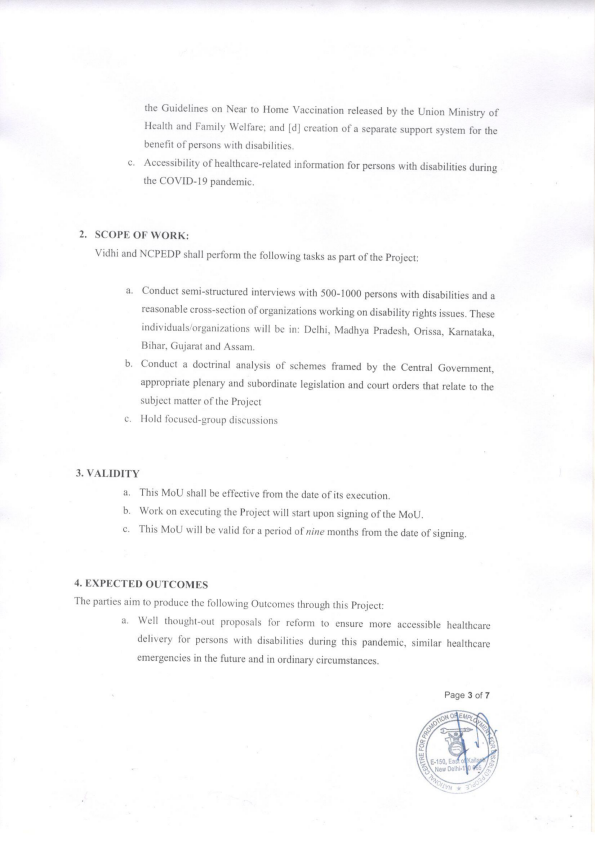 the Guidelines on Near to Home Vaccination released by the Union Ministry of
Health and Family Welfare; and [d] creation of a separate support system for the
benefit of persons with disabilities.
c. Accessibility of healthcare-related information for persons with disabilities during
the COVID-19 pandemic.
2. SCOPE OF WORK:
Vidhi and NCPEDP shall perform the following tasks as part of the Project:
a. Conduct semi-structured interviews with 500-1000 persons with disabilities and a
reasonable cross-section of organizations working on disability rights issues. These
individuals/organizations will be in: Delhi, Madhya Pradesh, Orissa, Karnataka,
Bihar, Gujarat and Assam.
b. Conduct a doctrinal analysis of schemes framed by the Central Government,
appropriate plenary and subordinate legislation and court orders that relate to the
subject matter of the Project
c. Hold focused-group discussions
3. VALIDITY
a. This MoU shall be effective from the date of its execution.
b. Work on executing the Project will start upon signing of the MoU.
c. This MoU will be valid for a period of nine months from the date of signing.
4. EXPECTED OUTCOMES
The parties aim to produce the following Outcomes through this Project:
a. Well thought-out proposals for reform to ensure more accessible healthcare
delivery for persons with disabilities during this pandemic, similar healthcare
emergencies in the future and in ordinary circumstances.
Page 3 of 7
NATIONAL CENTRE FOR PROMOTION OF EMPLOYMENT
E-150, East of
New Delhi